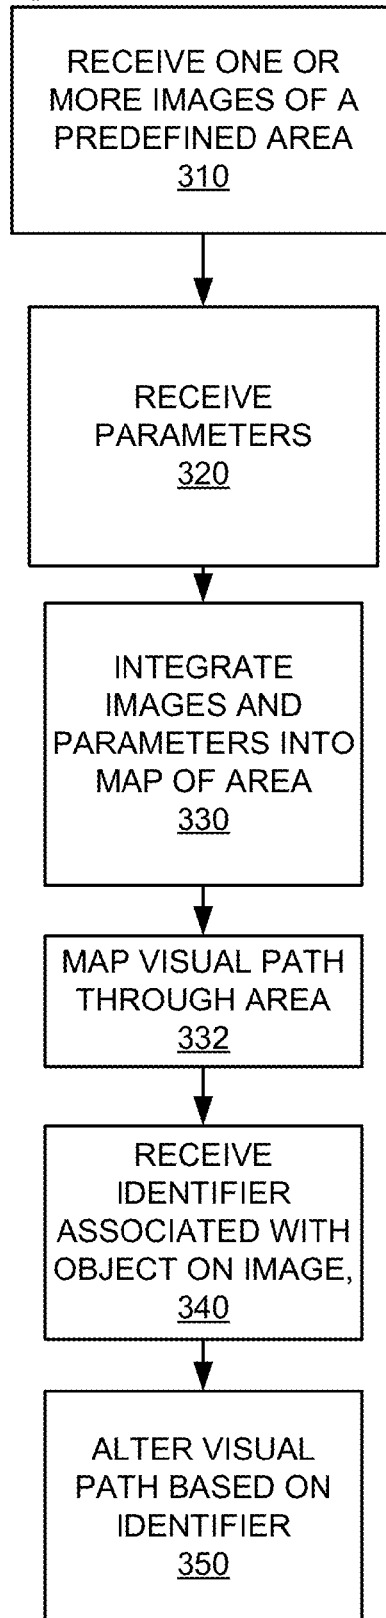 RECEIVE ONE OR
MORE IMAGES OF A
PREDEFINED AREA
310
RECEIVE
PARAMETERS
320
INTEGRATE
IMAGES AND
PARAMETERS INTO
MAP OF AREA
330
MAP VISUAL PATH
THROUGH AREA
332
RECEIVE
IDENTIFIER
ASSOCIATED WITH
OBJECT ON IMAGE,
340
ALTER VISUAL
PATH BASED ON
IDENTIFIER
350